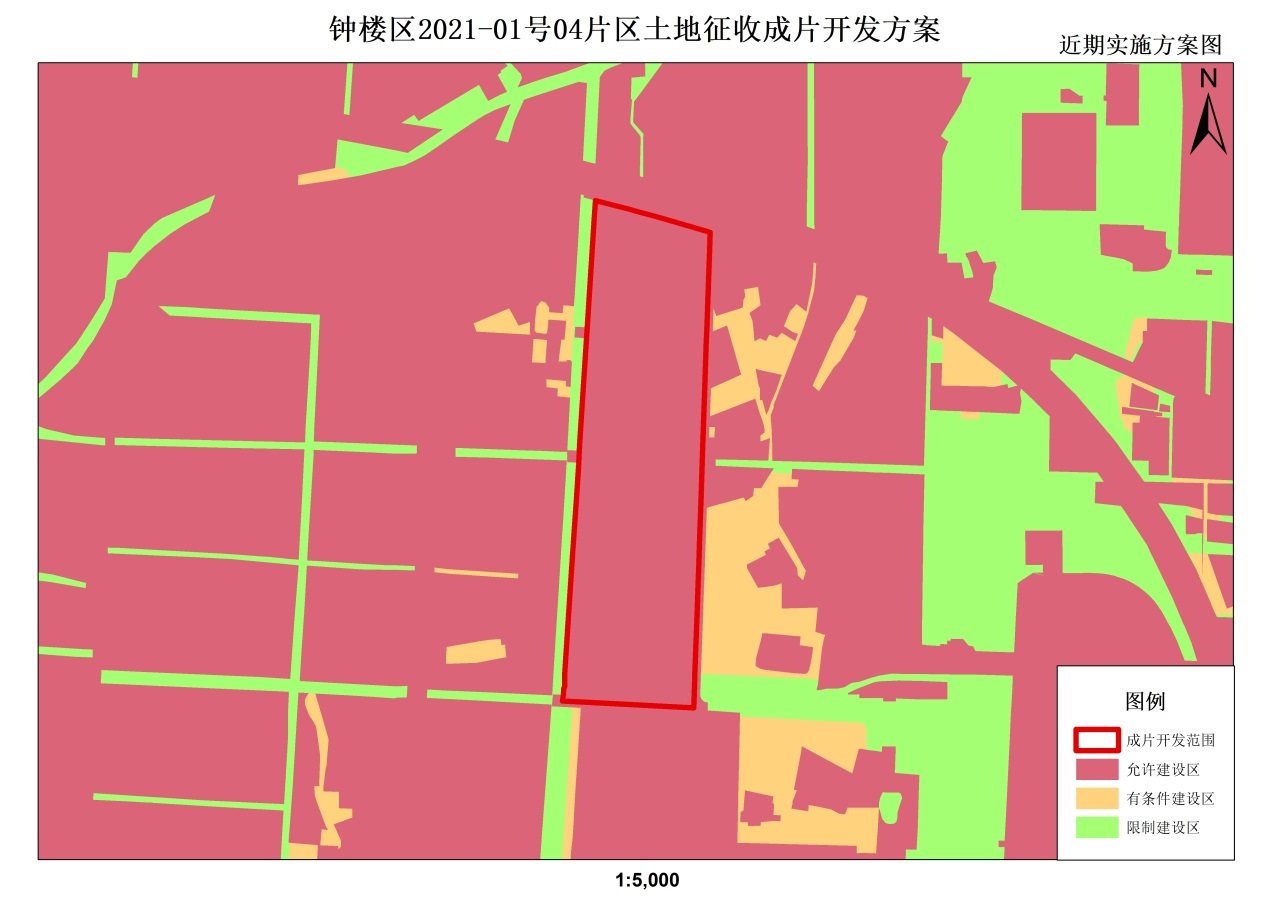 钟楼区2021-01号04片区土地征收成片开发方案
近期实施方案图
N
图例
成片开发范围
允许建设区
有条件建设区
限制建设区
1:5,000